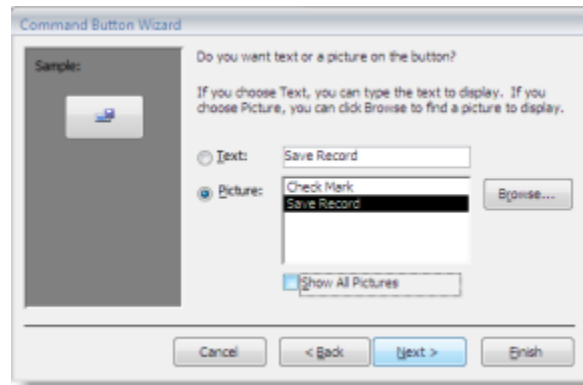 Command Button Wizard
Sample:
Do you want text or a picture on the button?
If you choose Text, you can type the text to display. If you
choose Picture, you can click Browse to find a picture to display.
Text:
Save Record
Picture:
Check Mark
Save Record
Browse...
Show All Pictures
Cancel
< Back
Next >
Finish